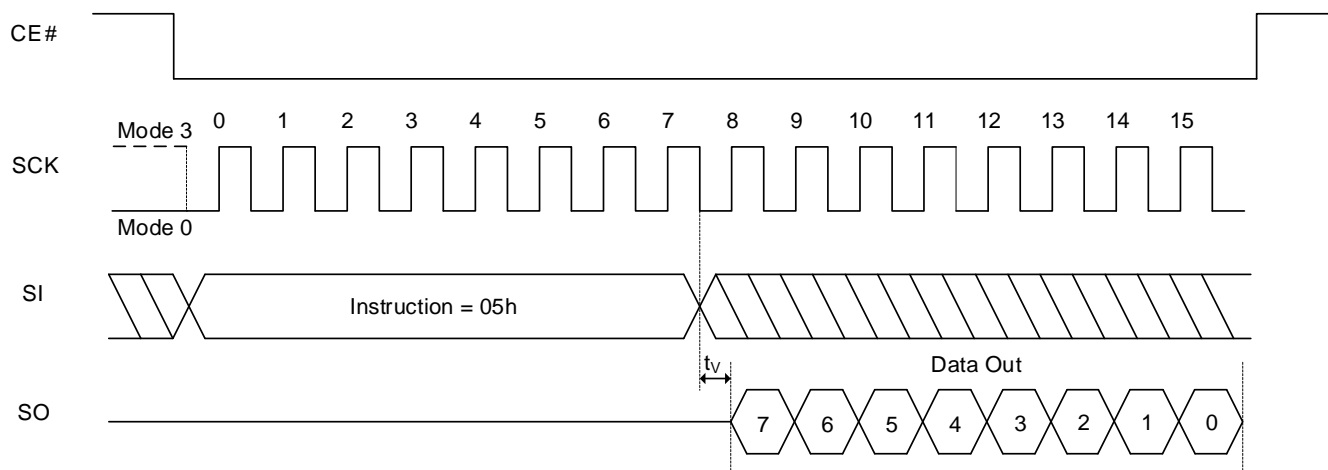 CE#
0 1 2 3 4 5 6 7 8 9 10 11 12 13 14 15
Mode 3
SCK
Mode 0
SI
Instruction = 05h
tV
Data Out
SO
7 6 5 4 3 2 1 0